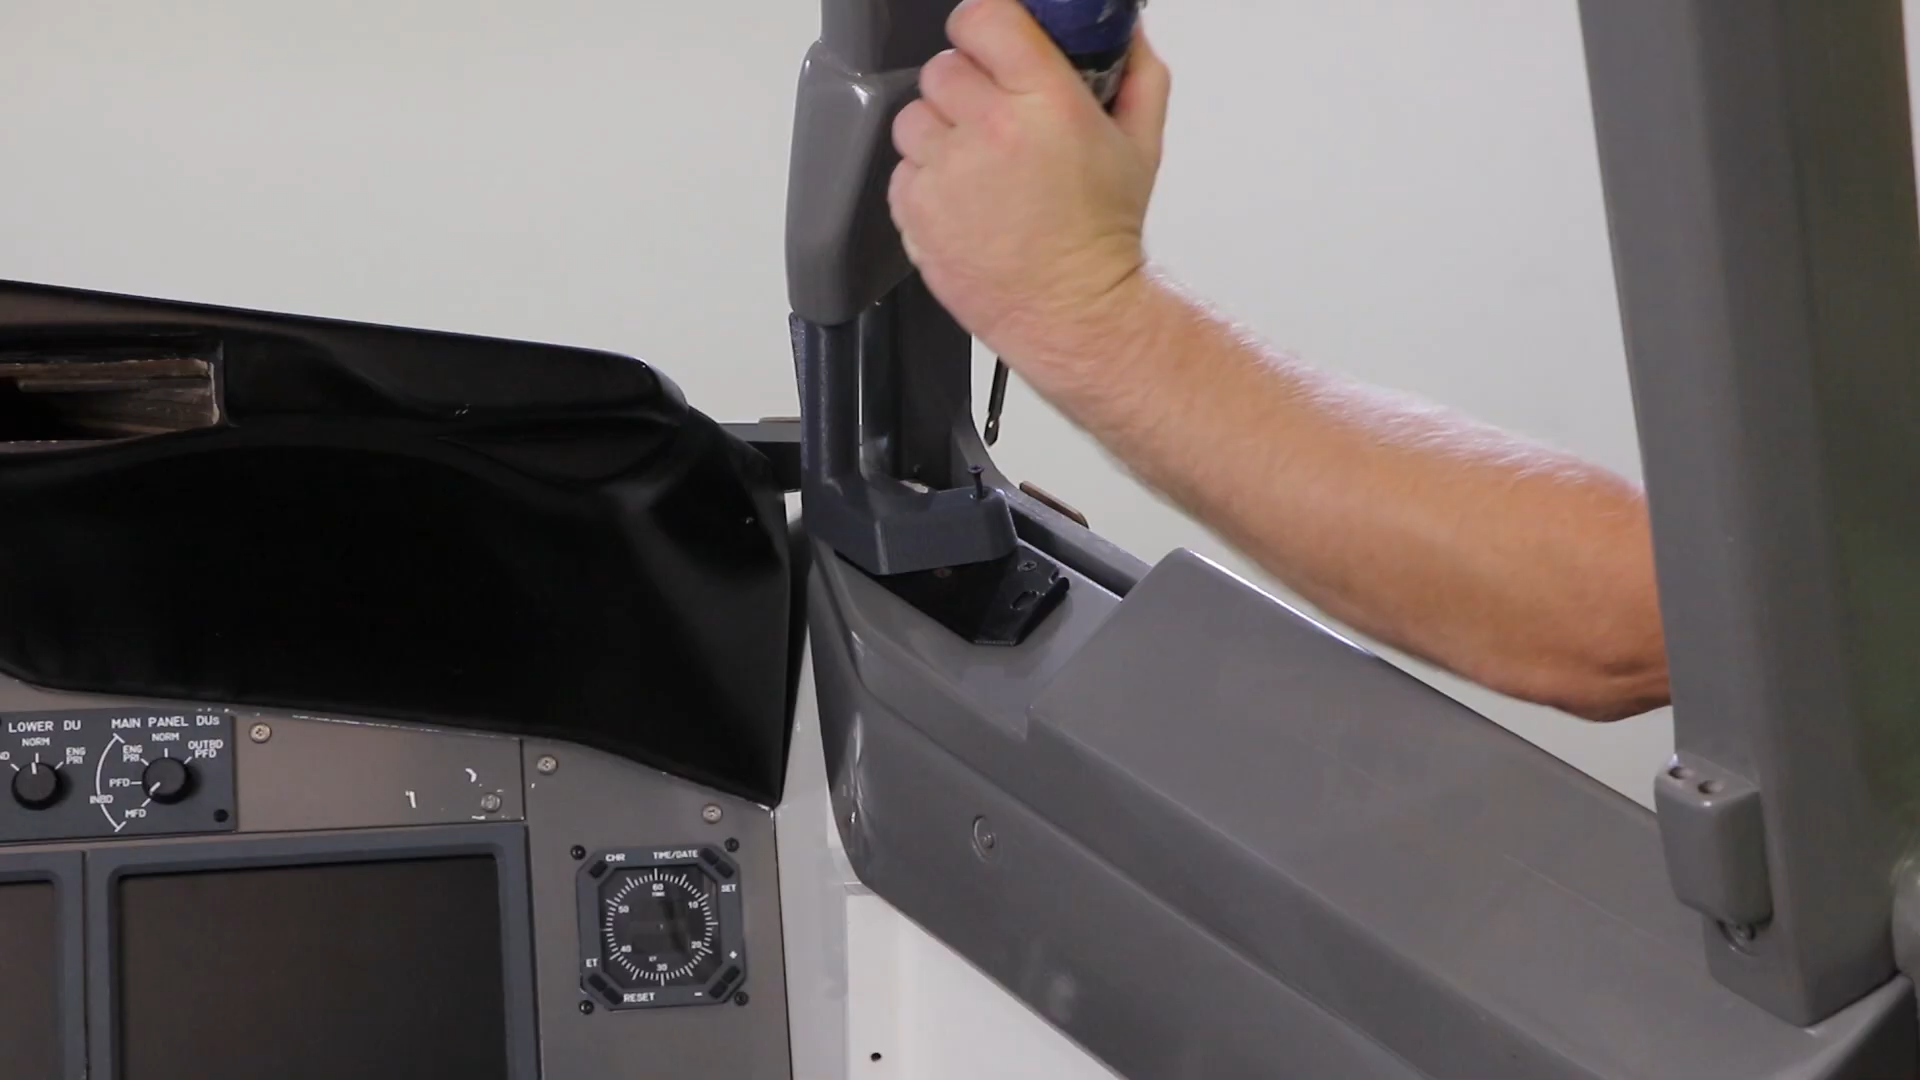 LOWER DU
NORM
ENG
PRI
MAIN PANEL DUs
NORM
ENG
PRI
OUTBD
PFD
PFD
INBD
MFD
CHR
TIME/DATE
SET
60
10
20
30
40
50
ET
ET
RESET
+
-